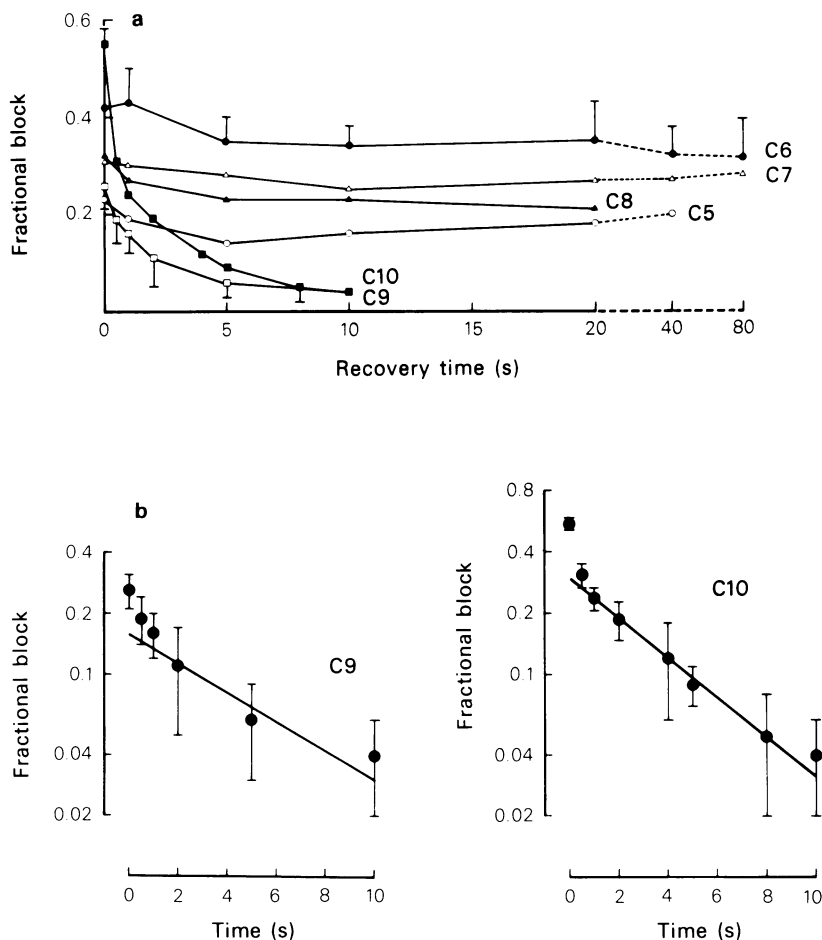 a
Fractional block
0.6
0.4
0.2
C6
C7
C8
C5
C10
C9
0 5 10 15 20 40 80
Recovery time (s)
b
Fractional block
0.4
0.2
0.1
0.04
0.02
C9
0 2 4 6 8 10
Time (s)
Fractional block
0.8
0.4
0.2
0.1
0.04
0.02
C10
0 2 4 6 8 10
Time (s)